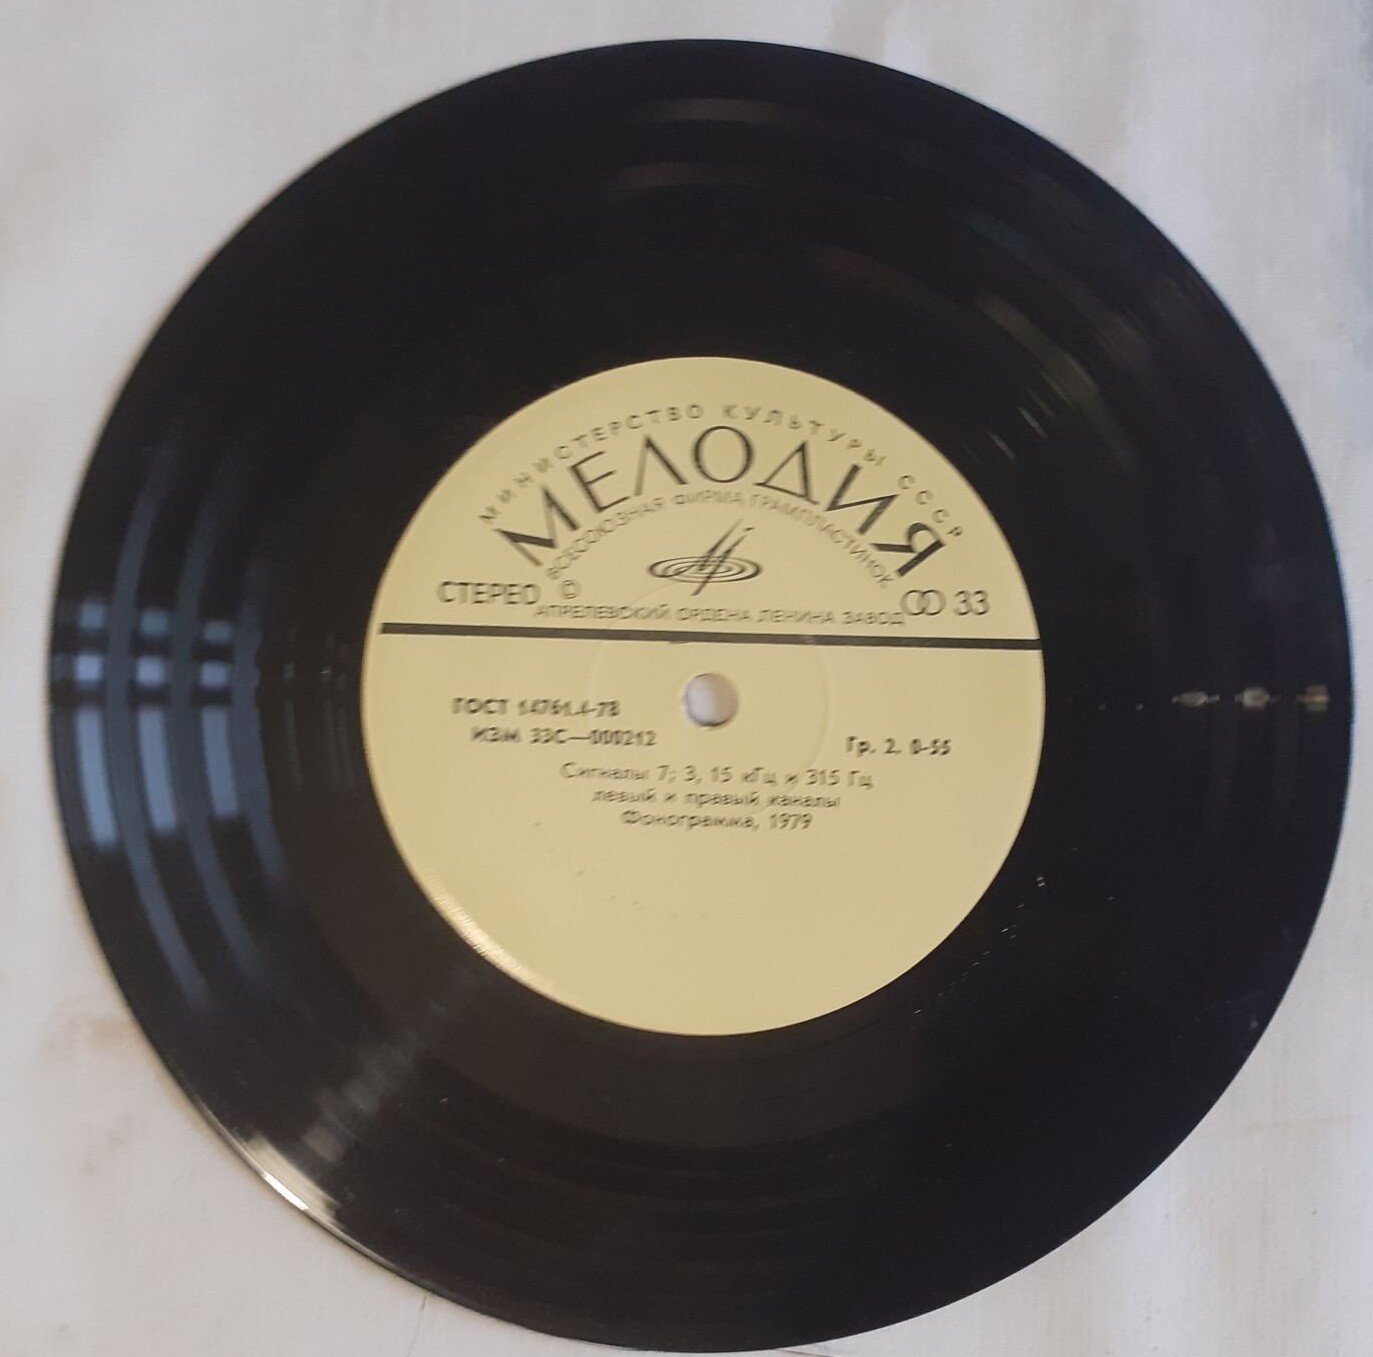 МИНИСТЕРСТВО КУЛЬТУРЫ СССР
МЕЛОДИЯ
ВСЕСОЮЗНАЯ ФИРМА ГРАМПЛАСТИНОК
СТЕРЕО © 33
АПРЕЛЕВСКИЙ ОРДЕНА ЛЕНИНА ЗАВОД
ГОСТ 14761.4-78
ИЗМ 33С—000212 Гр. 2. 0-55
Сигналы 7; 3, 15 кГц и 315 Гц
левый и правый каналы
Фонограмма, 1979